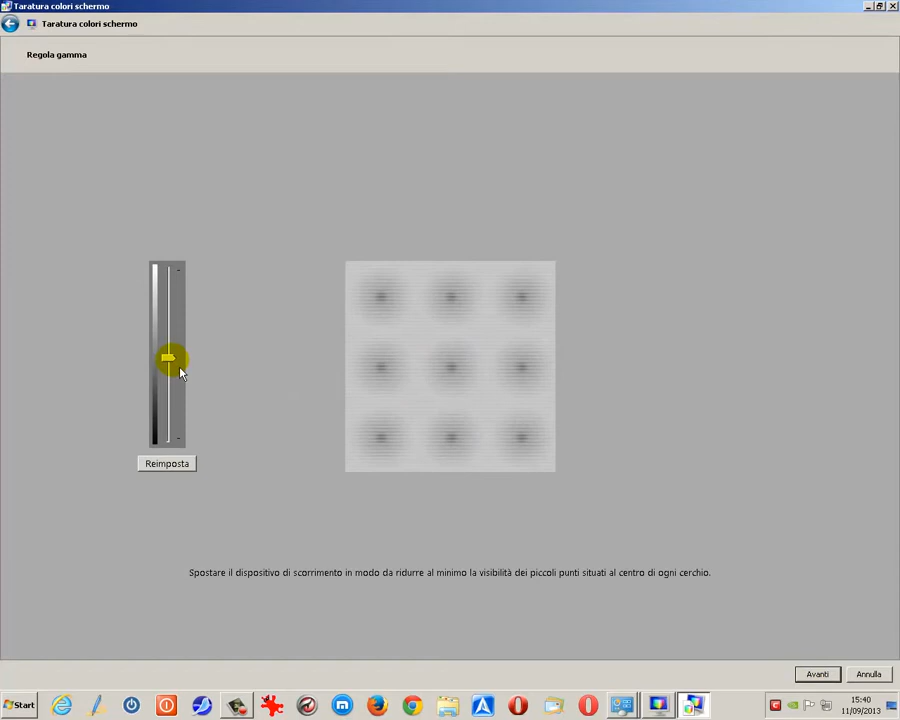 Taratura colori schermo
Taratura colori schermo
Regola gamma
Reimposta
Spostare il dispositivo di scorrimento in modo da ridurre al minimo la visibilità dei piccoli punti situati al centro di ogni cerchio.
Avanti
Annulla
Start
15:40
11/09/2013